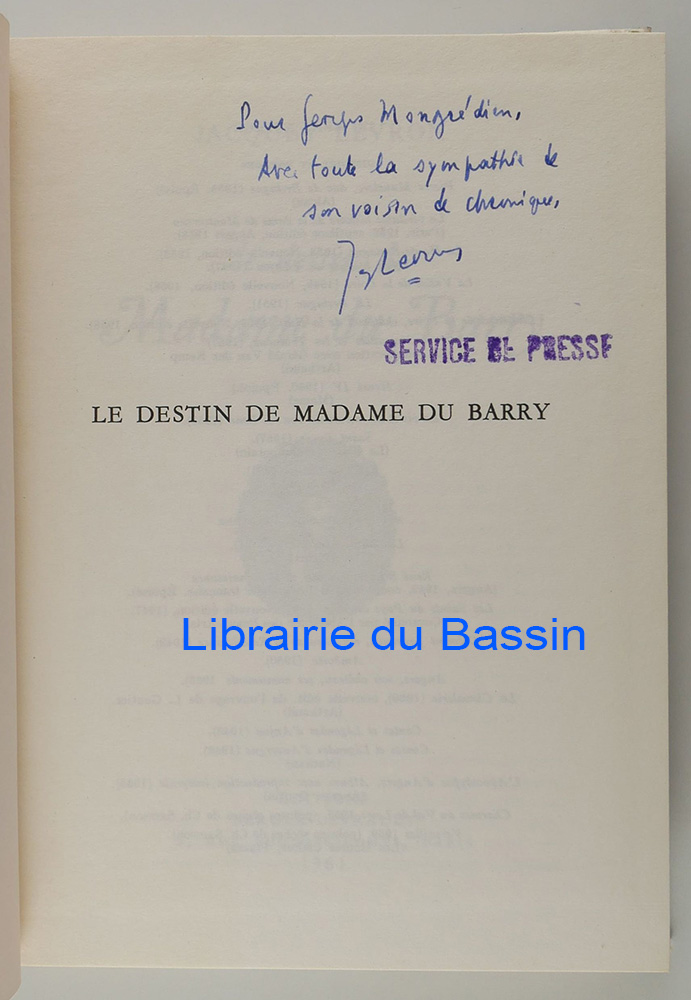 Pour Georges Mongrédien,
Avec toute la sympathie de
son voisin de chronique,
SERVICE DE PRESSE
LE DESTIN DE MADAME DU BARRY
Librairie du Bassin